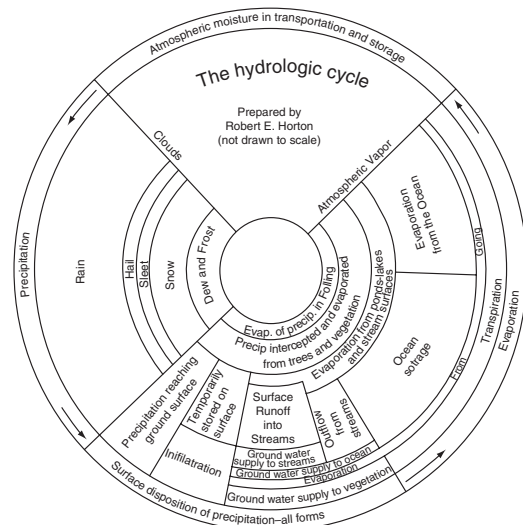 Atmospheric moisture in transportation and storage
The hydrologic cycle
Prepared by
Robert E. Horton
(not drawn to scale)
Clouds
Atmospheric Vapor
Precipitation
Rain
Hail
Sleet
Snow
Dew and Frost
Evap. of precip. in Folling
Precip intercepted and evaporated
from trees and vegetation
Evaporation from ponds-lakes
and stream surfaces
Evaporation
from the Ocean
Going
Transpiration
Evaporation
Ocean
sotrage
From
Precipitation reaching
ground surface
Temporarily
stored on
surface
Surface
Runoff
into
Streams
Outflow
from
streams
Inifilatration
Ground water
supply to streams
Ground water supply to ocean
Evaporation
Ground water supply to vegetation
Surface disposition of precipitation–all forms